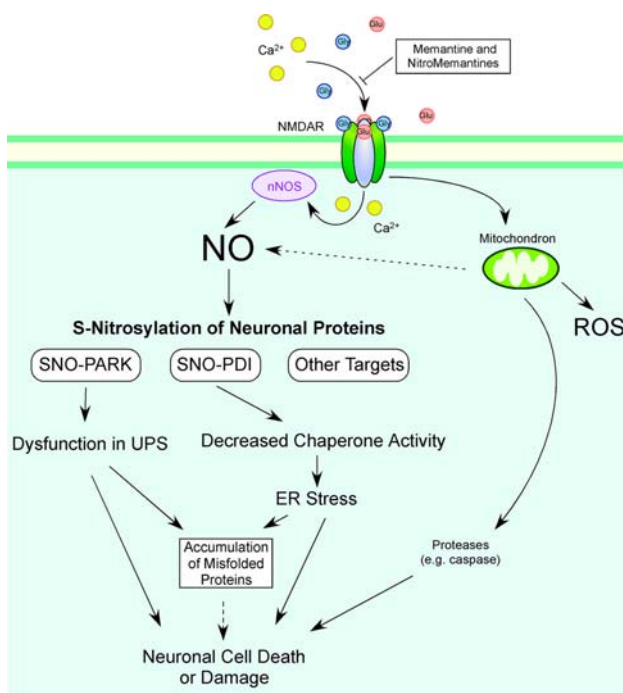 Glu
Ca2+
Gly
Memantine and
NitroMemantines
Gly
NMDAR
Gly
Gly
Glu
Glu
nNOS
Ca2+
Mitochondron
NO
ROS
S-Nitrosylation of Neuronal Proteins
SNO-PARK
SNO-PDI
Other Targets
Dysfunction in UPS
Decreased Chaperone Activity
ER Stress
Accumulation
of Misfolded
Proteins
Proteases
(e.g. caspase)
Neuronal Cell Death
or Damage